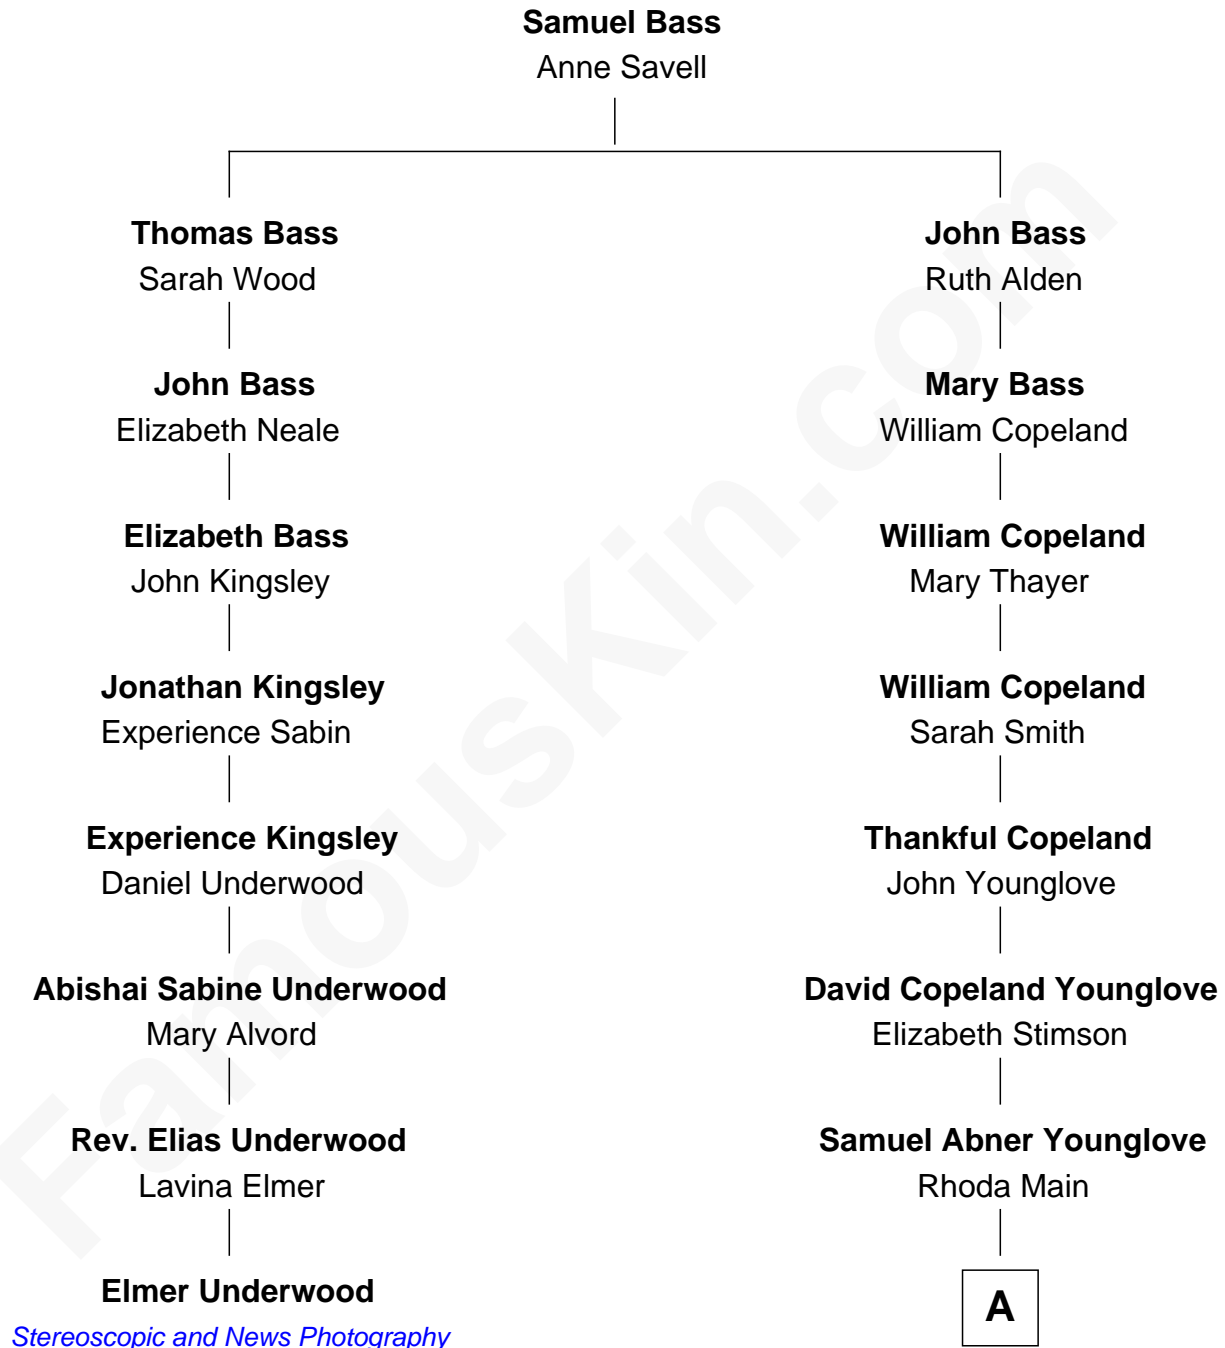 Samuel Bass
Anne Savell
Thomas Bass
Sarah Wood
John Bass
Ruth Alden
John Bass
Elizabeth Neale
Mary Bass
William Copeland
Elizabeth Bass
John Kingsley
William Copeland
Mary Thayer
Jonathan Kingsley
Experience Sabin
William Copeland
Sarah Smith
Experience Kingsley
Daniel Underwood
Thankful Copeland
John Younglove
Abishai Sabine Underwood
Mary Alvord
David Copeland Younglove
Elizabeth Stimson
Rev. Elias Underwood
Lavina Elmer
Samuel Abner Younglove
Rhoda Main
Elmer Underwood
Stereoscopic and News Photography
A
FamousKin.com